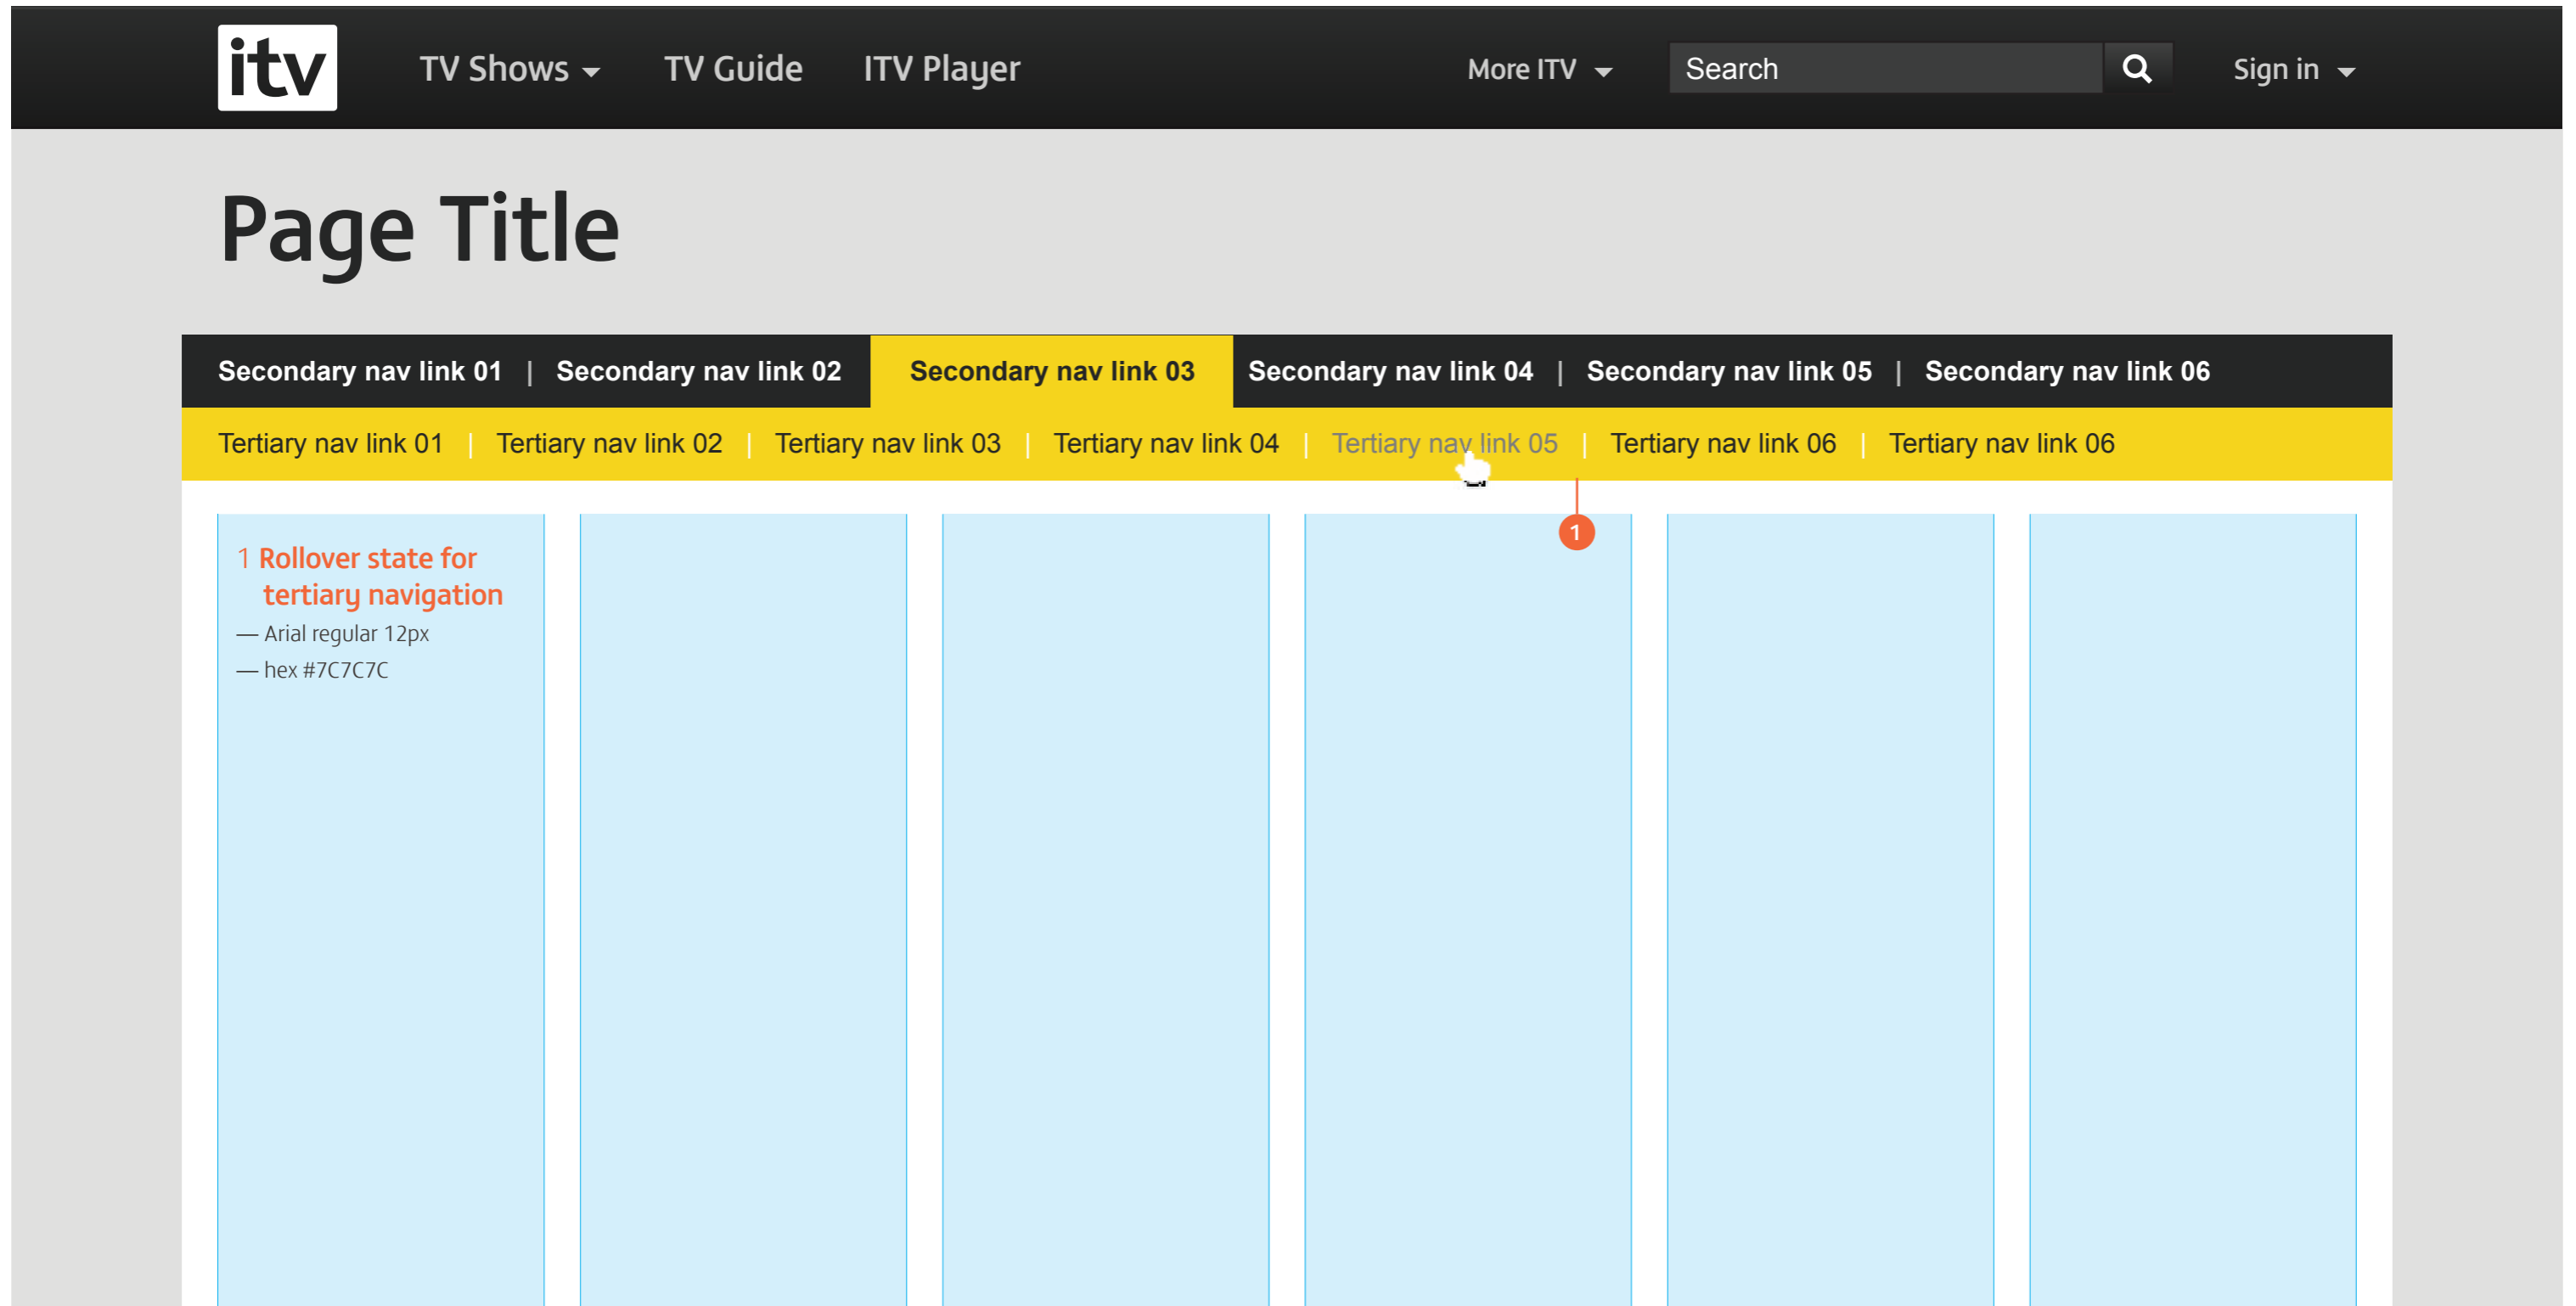 itv TV Shows TV Guide ITV Player More ITV Search Sign in
Page Title
Secondary nav link 01 | Secondary nav link 02 Secondary nav link 03 Secondary nav link 04 | Secondary nav link 05 | Secondary nav link 06
Tertiary nav link 01 | Tertiary nav link 02 | Tertiary nav link 03 | Tertiary nav link 04 | Tertiary nav link 05 | Tertiary nav link 06 | Tertiary nav link 06
1
1 Rollover state for
tertiary navigation
— Arial regular 12px
— hex #7C7C7C